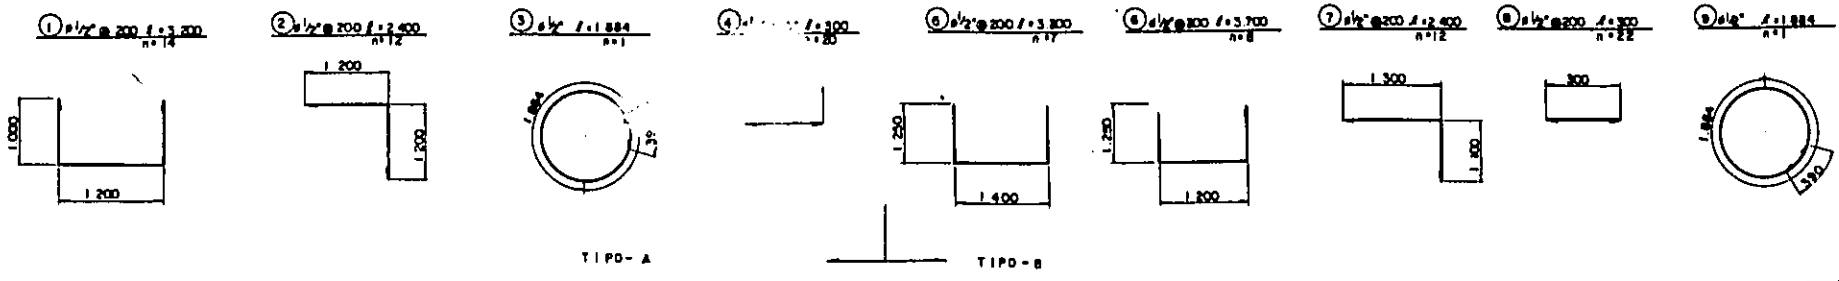 1 ø1/2" @ 200 ℓ=3.200
n=14
2 ø1/2" @ 200 ℓ=2.400
n=12
3 ø1/2" ℓ=1.884
n=1
4 ℓ=300
n=20
5 ø1/2" @ 200 ℓ=3.800
n=7
6 ø1/2" @ 200 ℓ=3.700
n=8
7 ø1/2" @ 200 ℓ=2.400
n=12
8 ø1/2" @ 200 ℓ=300
n=22
9 ø1/2" ℓ=1.884
n=1
1.000
1.200
1.200
1.200
1.884
1.250
1.400
1.250
1.200
1.300
1.100
300
1.884
390
TIPO-A
TIPO-B